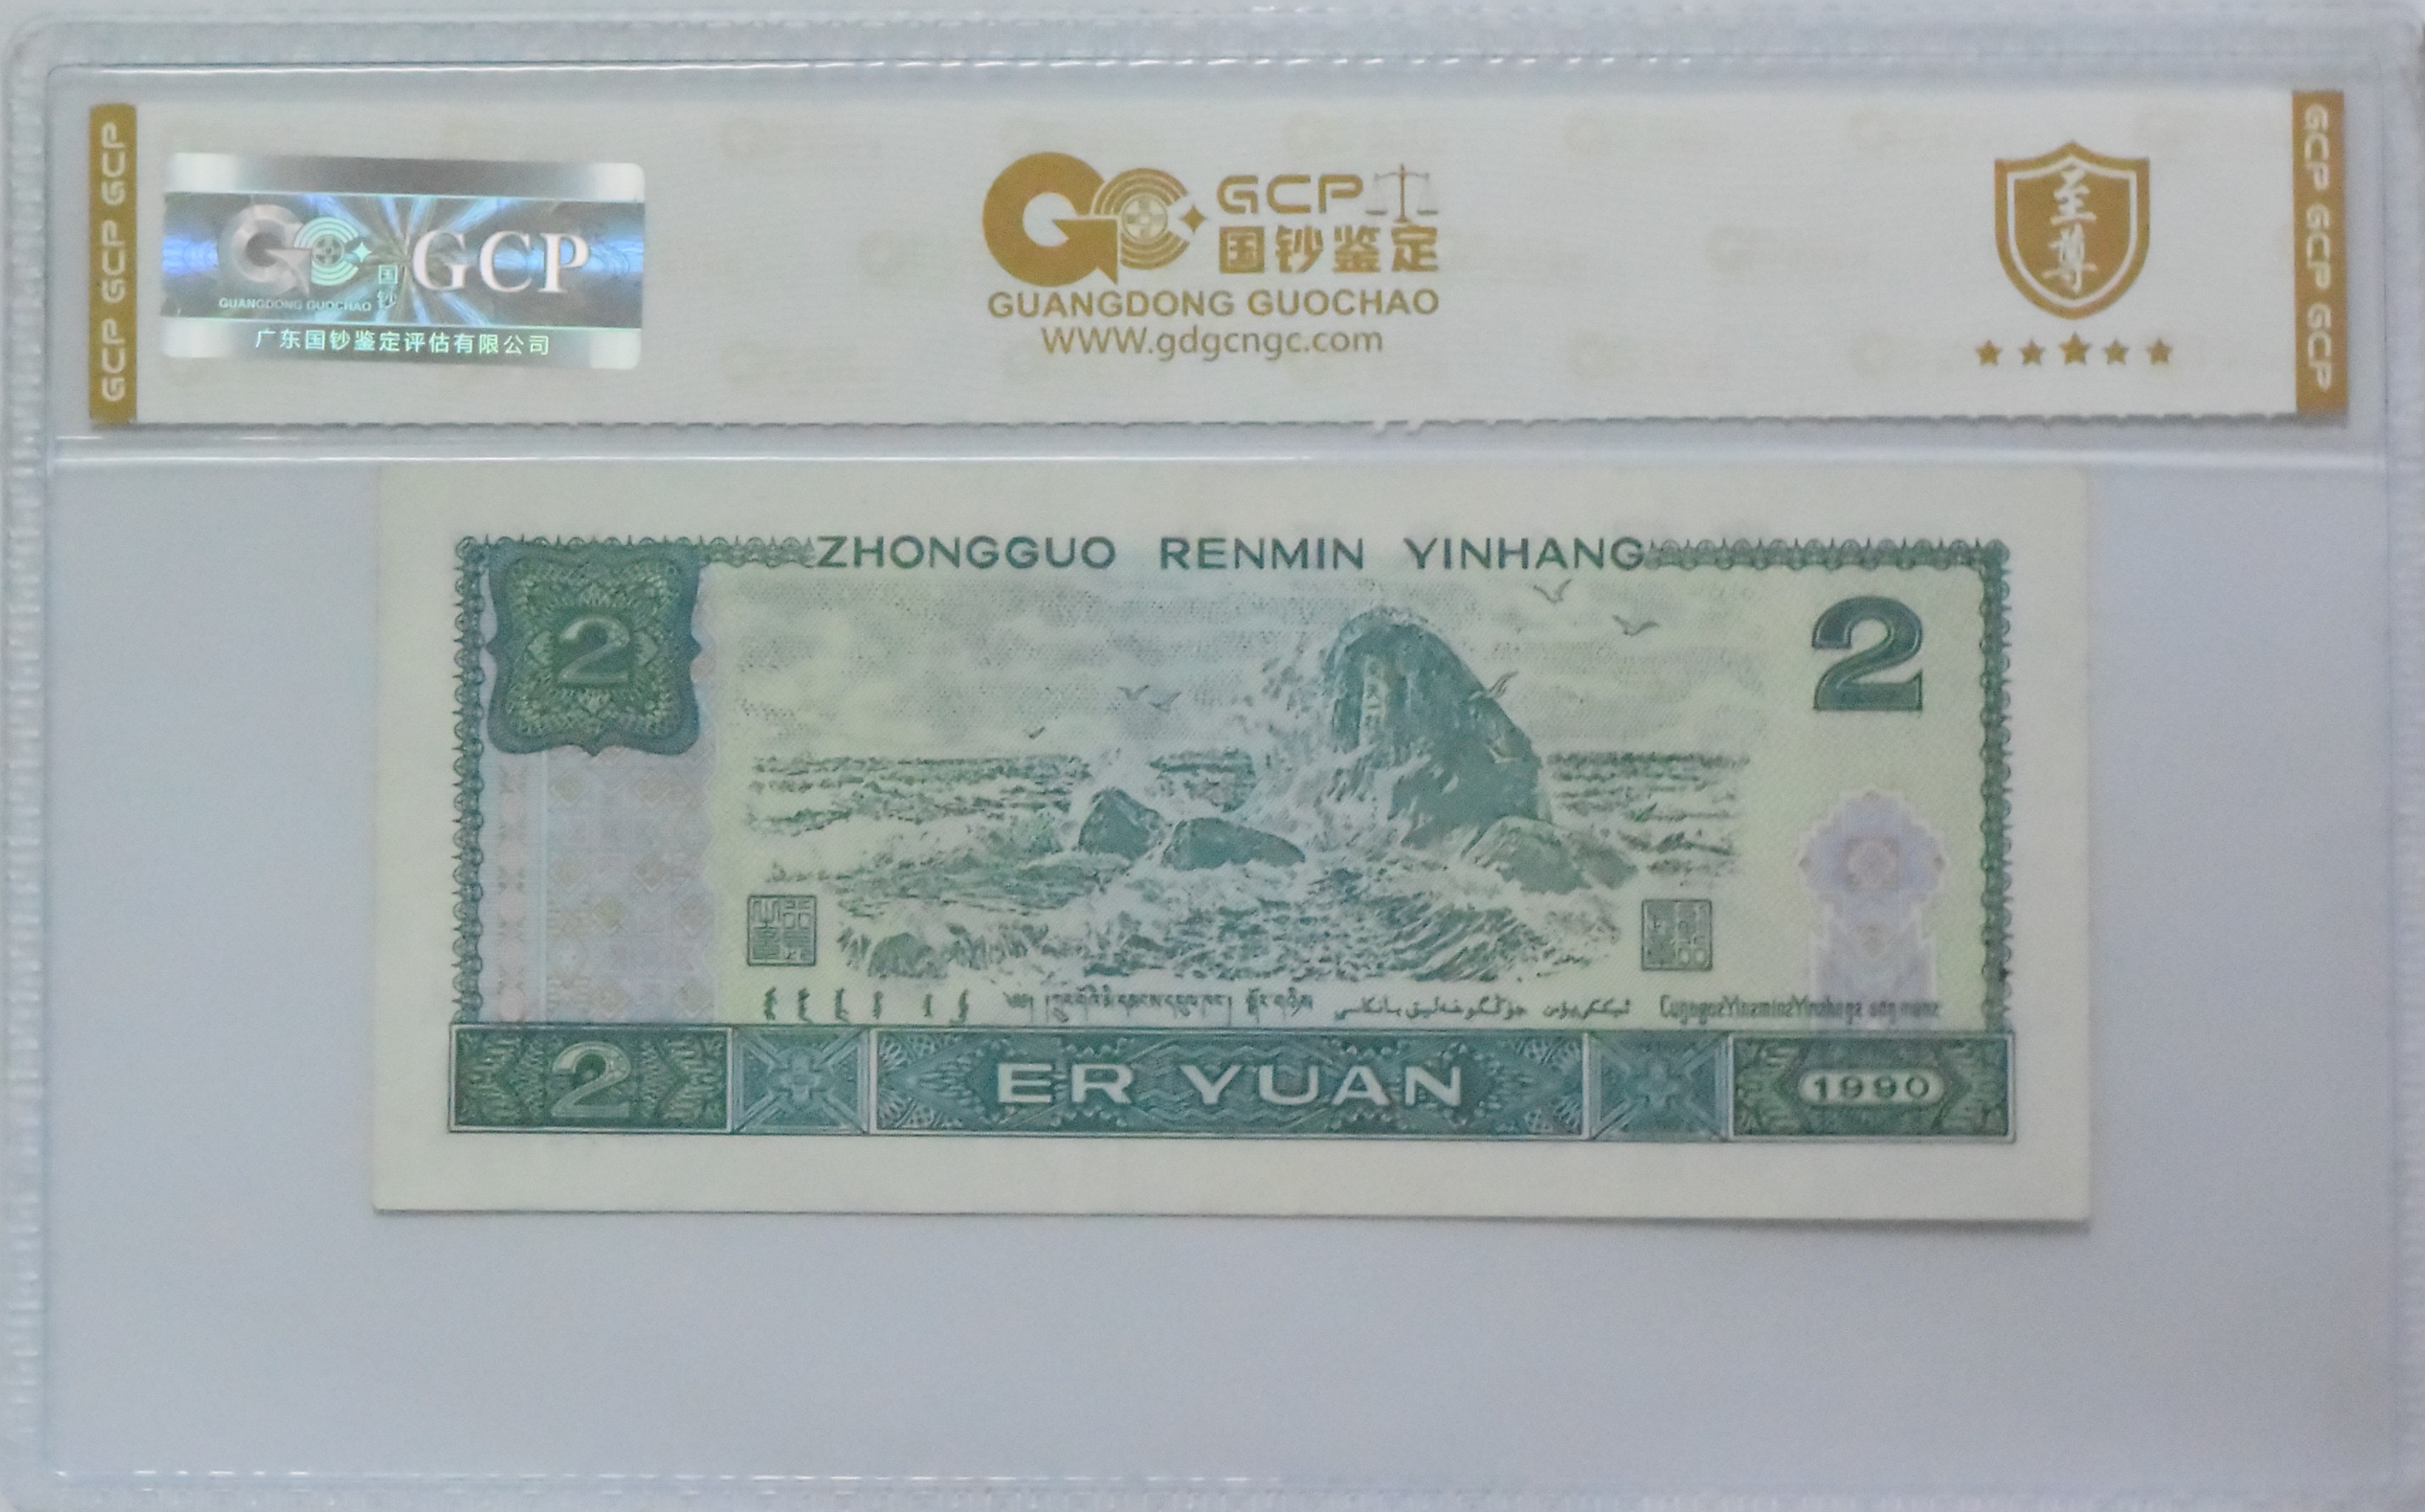 GCP GCP GCP
GCP
国钞
GUANGDONG GUOCHAO
广东国钞鉴定评估有限公司
GCP
国钞鉴定
GUANGDONG GUOCHAO
WWW.gdgcngc.com
至尊
GCP GCP GCP
ZHONGGUO RENMIN YINHANG
2
2
2
ER YUAN
1990